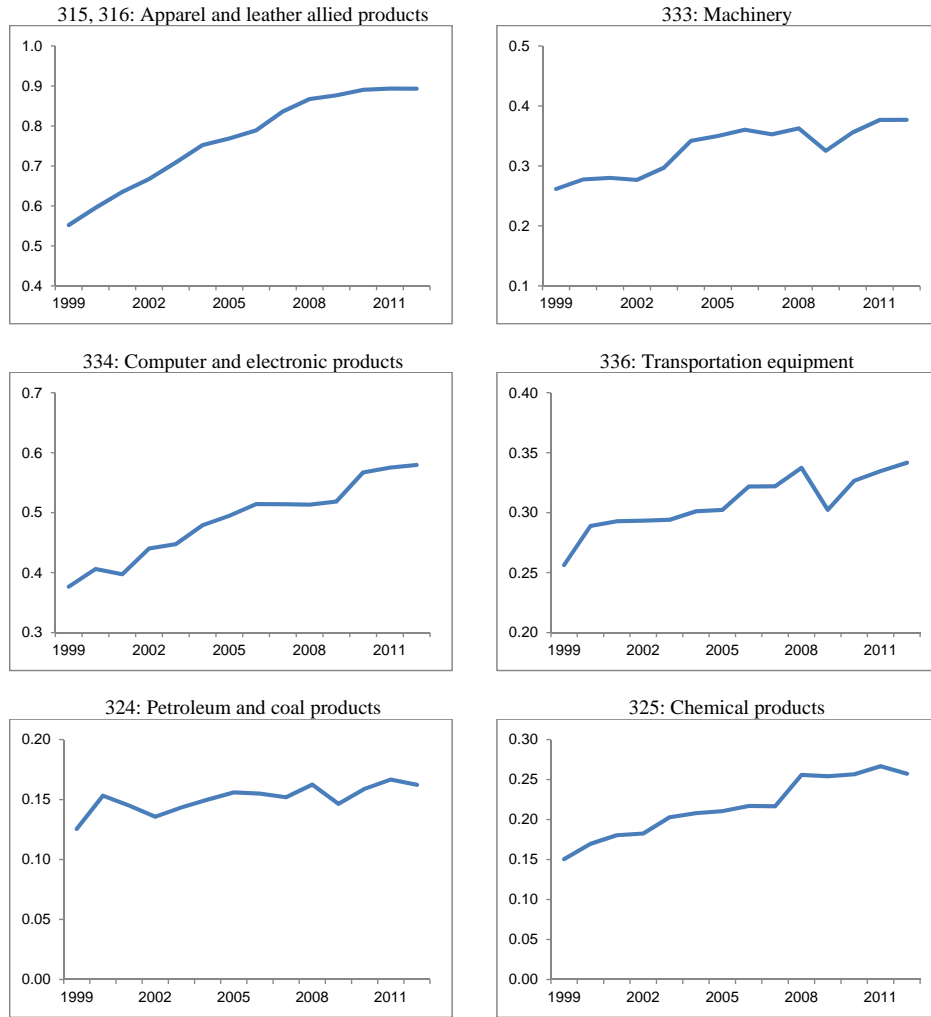 315, 316: Apparel and leather allied products
1.0
0.9
0.8
0.7
0.6
0.5
0.4
1999 2002 2005 2008 2011
333: Machinery
0.5
0.4
0.3
0.2
0.1
1999 2002 2005 2008 2011
334: Computer and electronic products
0.7
0.6
0.5
0.4
0.3
1999 2002 2005 2008 2011
336: Transportation equipment
0.40
0.35
0.30
0.25
0.20
1999 2002 2005 2008 2011
324: Petroleum and coal products
0.20
0.15
0.10
0.05
0.00
1999 2002 2005 2008 2011
325: Chemical products
0.30
0.25
0.20
0.15
0.10
0.05
0.00
1999 2002 2005 2008 2011